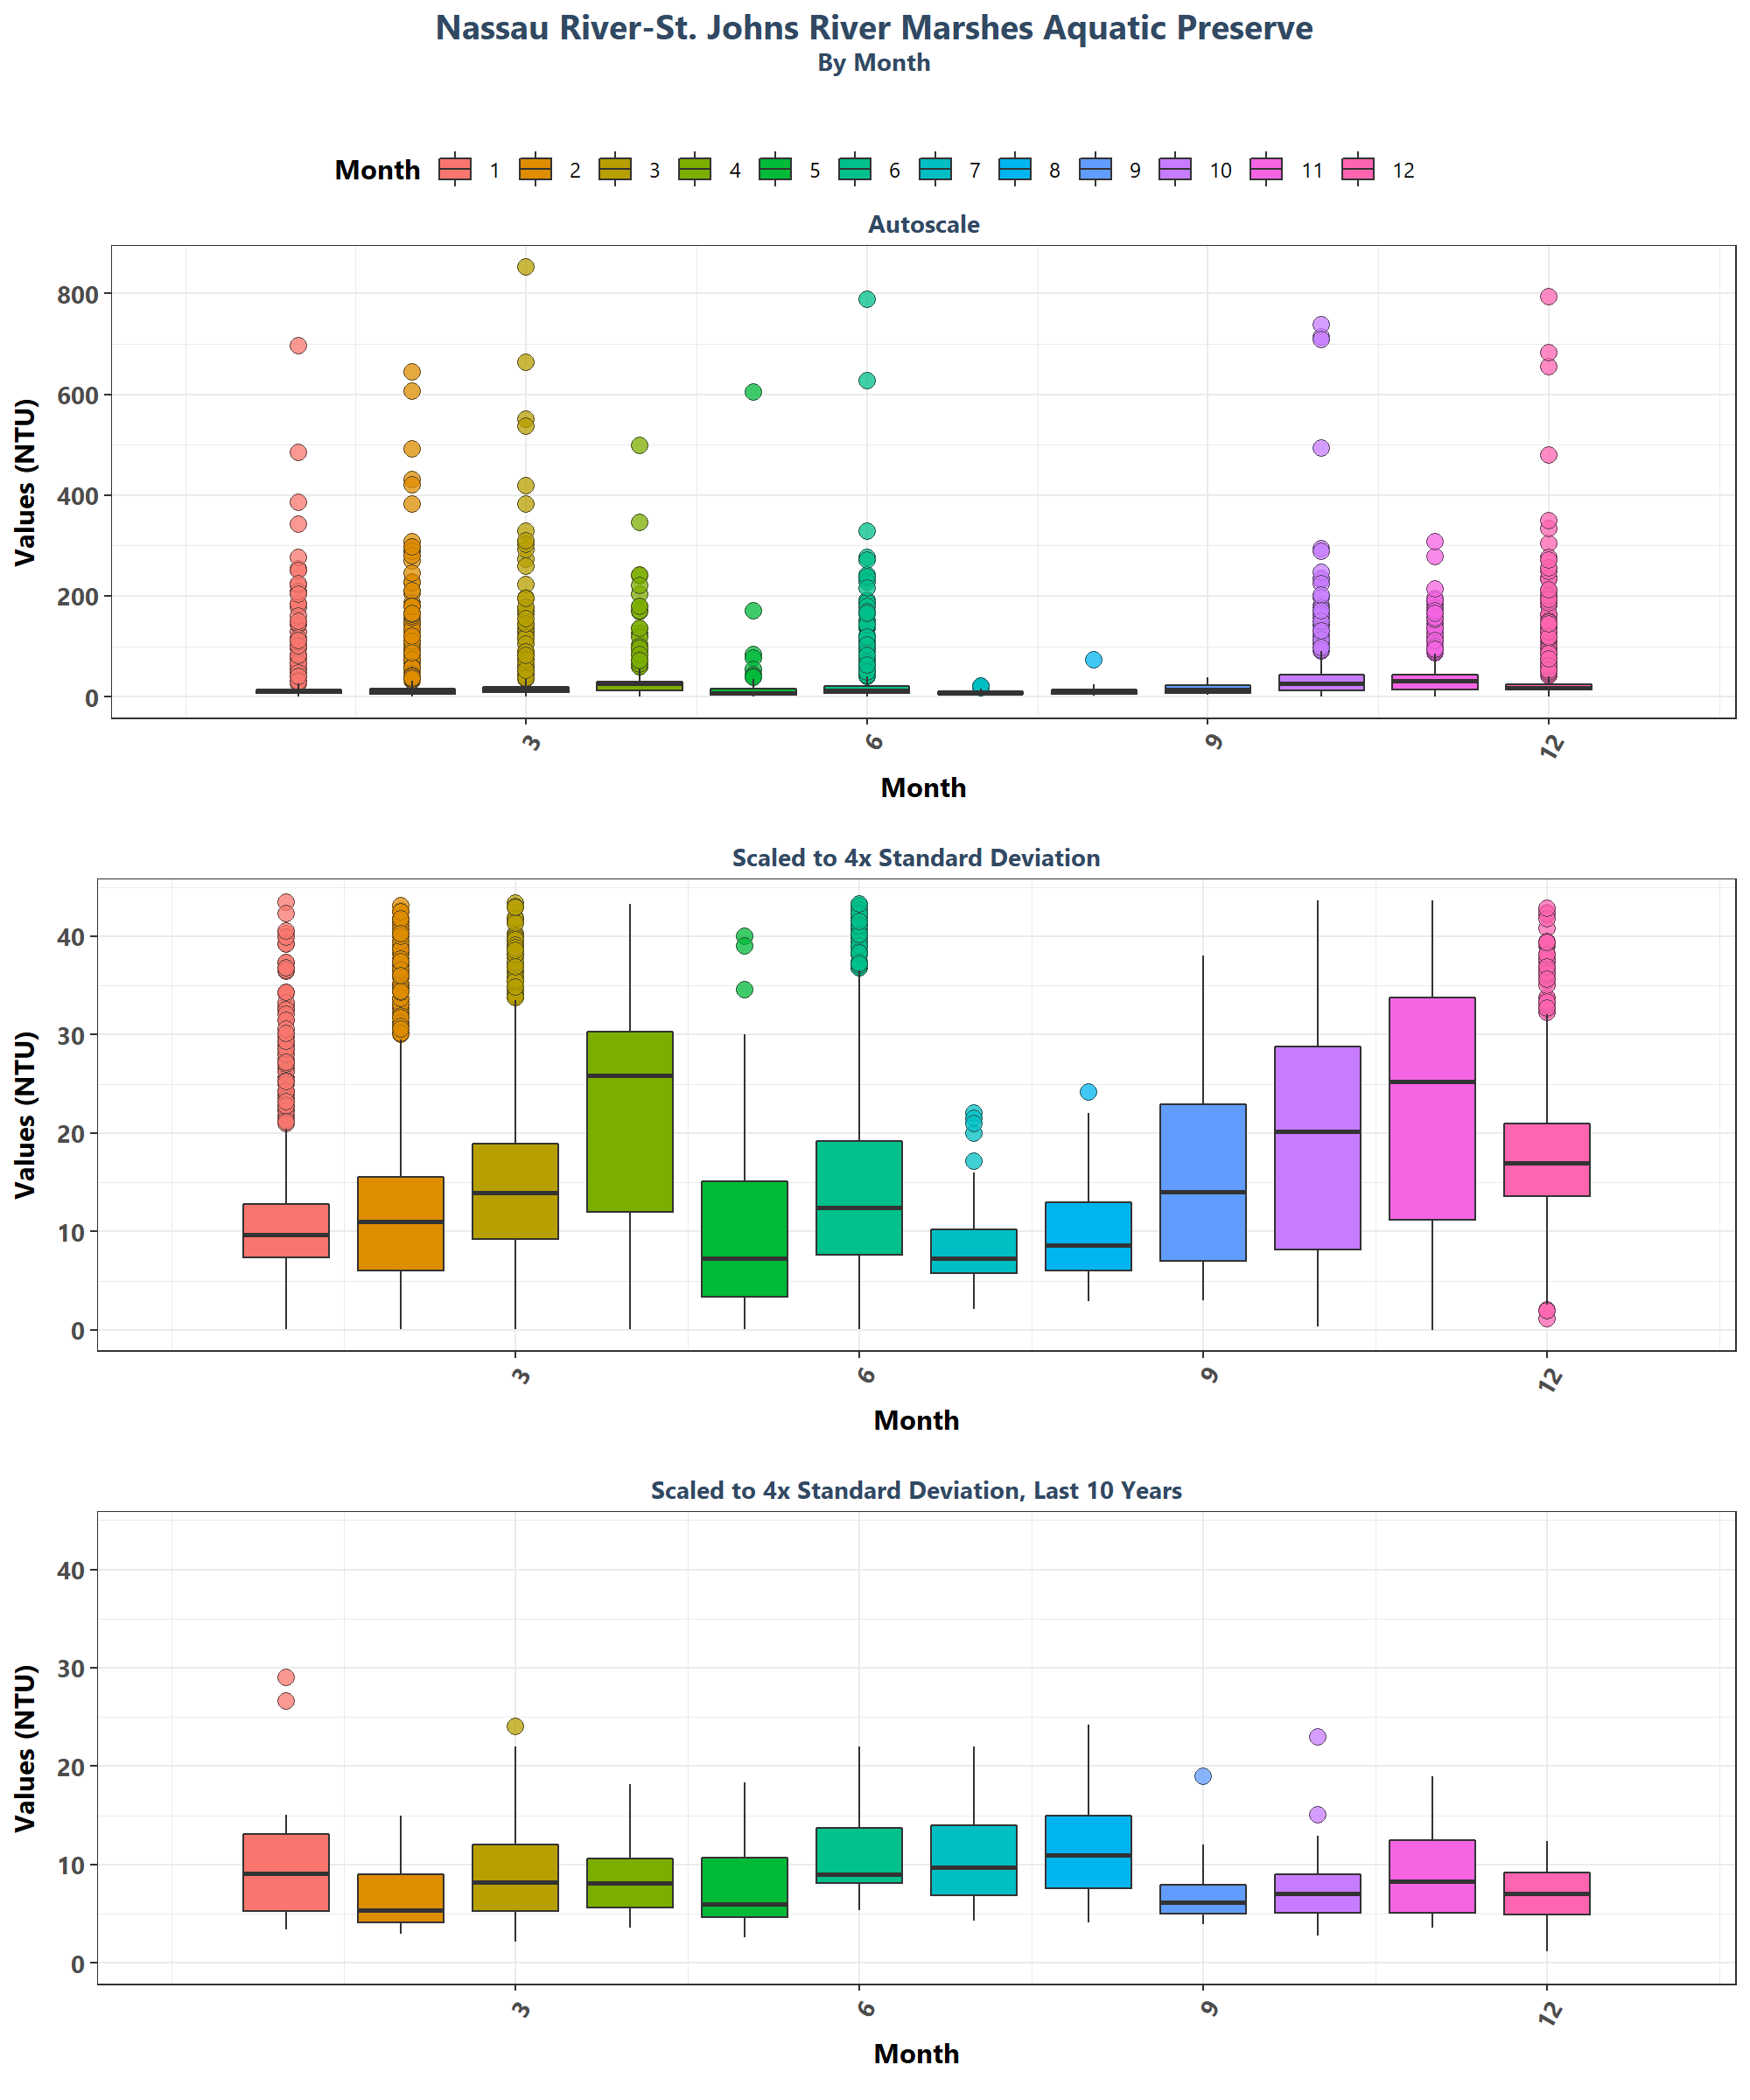 Nassau River-St. Johns River Marshes Aquatic Preserve
By Month
Month 1 2 3 4 5 6 7 8 9 10 11 12
Autoscale
Values (NTU)
800
600
400
200
0
3 6 9 12
Month
Scaled to 4x Standard Deviation
Values (NTU)
40
30
20
10
0
3 6 9 12
Month
Scaled to 4x Standard Deviation, Last 10 Years
Values (NTU)
40
30
20
10
0
3 6 9 12
Month